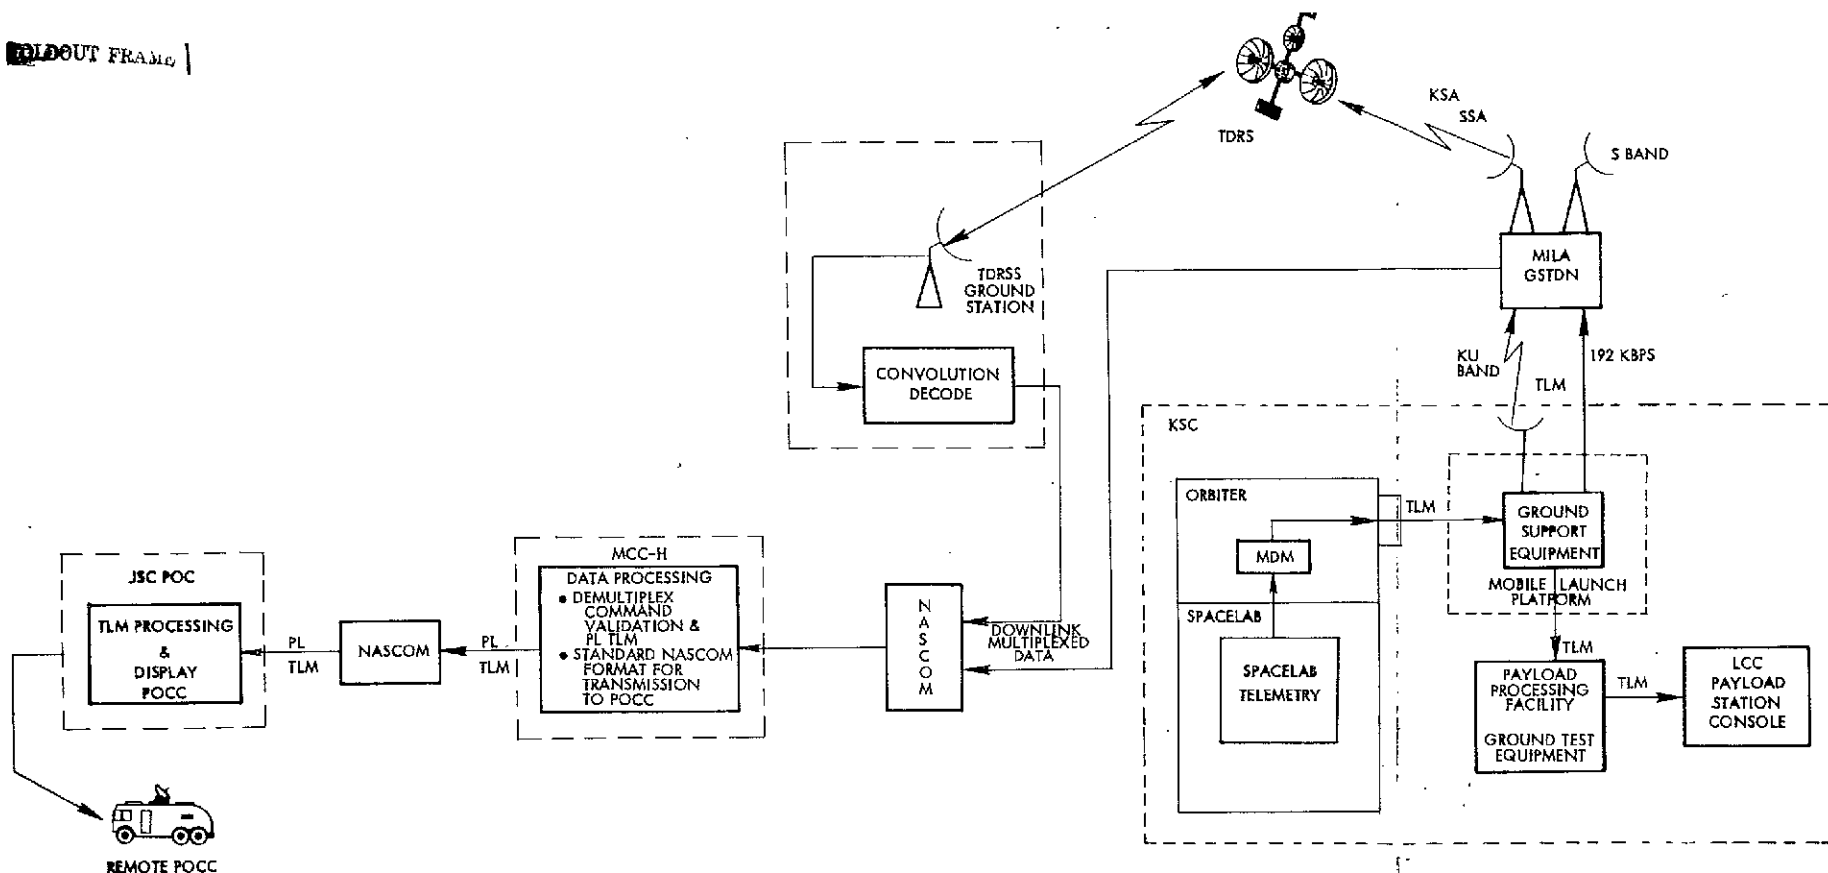 FOLDOUT FRAME
TDRS
KSA
SSA
S BAND
MILA
GSTDN
TDRSS
GROUND
STATION
CONVOLUTION
DECODE
KU
BAND
192 KBPS
TLM
KSC
ORBITER
MDM
TLM
GROUND
SUPPORT
EQUIPMENT
MOBILE LAUNCH
PLATFORM
SPACELAB
SPACELAB
TELEMETRY
TLM
PAYLOAD
PROCESSING
FACILITY
GROUND TEST
EQUIPMENT
TLM
LCC
PAYLOAD
STATION
CONSOLE
NASCOM
DOWNLINK
MULTIPLEXED
DATA
MCC-H
DATA PROCESSING
● DEMULTIPLEX
COMMAND
VALIDATION &
PL TLM
● STANDARD NASCOM
FORMAT FOR
TRANSMISSION
TO POCC
PL
TLM
NASCOM
PL
TLM
JSC POC
TLM PROCESSING
&
DISPLAY
POCC
REMOTE POCC